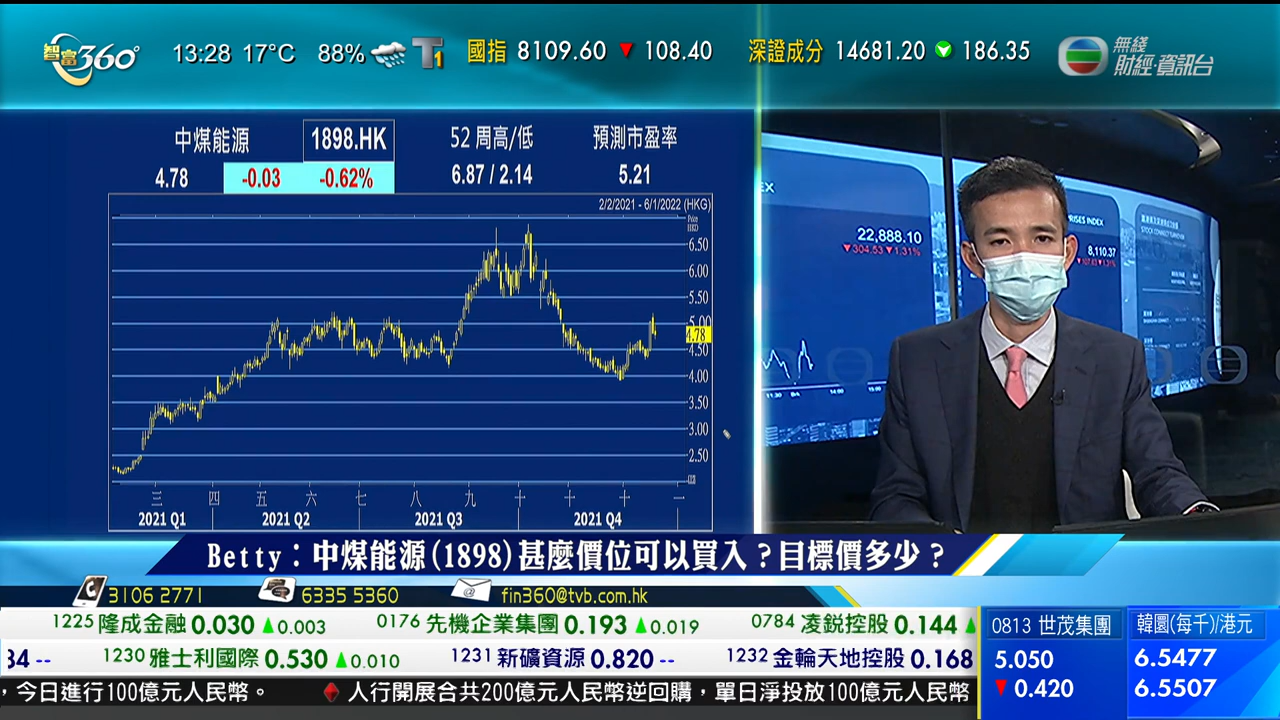 智富360°
13:28 17°C 88% T1 國指 8109.60 ▼ 108.40 深證成分 14681.20 186.35
無綫
財經·資訊台
中煤能源 1898.HK 52 周高/低 預測市盈率
4.78 -0.03 -0.62% 6.87 / 2.14 5.21
2/2/2021 - 6/1/2022 (HKG)
Price
HKD
6.50
6.00
5.50
5.00
4.78
4.50
4.00
3.50
3.00
2.50
三 四 五 六 七 八 九 十 十 十 一
2021 Q1 2021 Q2 2021 Q3 2021 Q4
EX
22,888.10
▼304.53 ▼1.31%
PRISES INDEX
8,110.37
Betty：中煤能源(1898)甚麼價位可以買入？目標價多少？
3106 2771 6335 5360 fin360@tvb.com.hk
1225 隆成金融 0.030 ▲0.003 0176 先機企業集團 0.193 ▲0.019 0784 凌銳控股 0.144 ▲
34 -- 1230 雅士利國際 0.530 ▲0.010 1231 新礦資源 0.820 -- 1232 金輪天地控股 0.168
，今日進行100億元人民幣。 人行開展合共200億元人民幣逆回購，單日淨投放100億元人民幣
0813 世茂集團
5.050
▼ 0.420
韓圜(每千)/港元
6.5477
6.5507